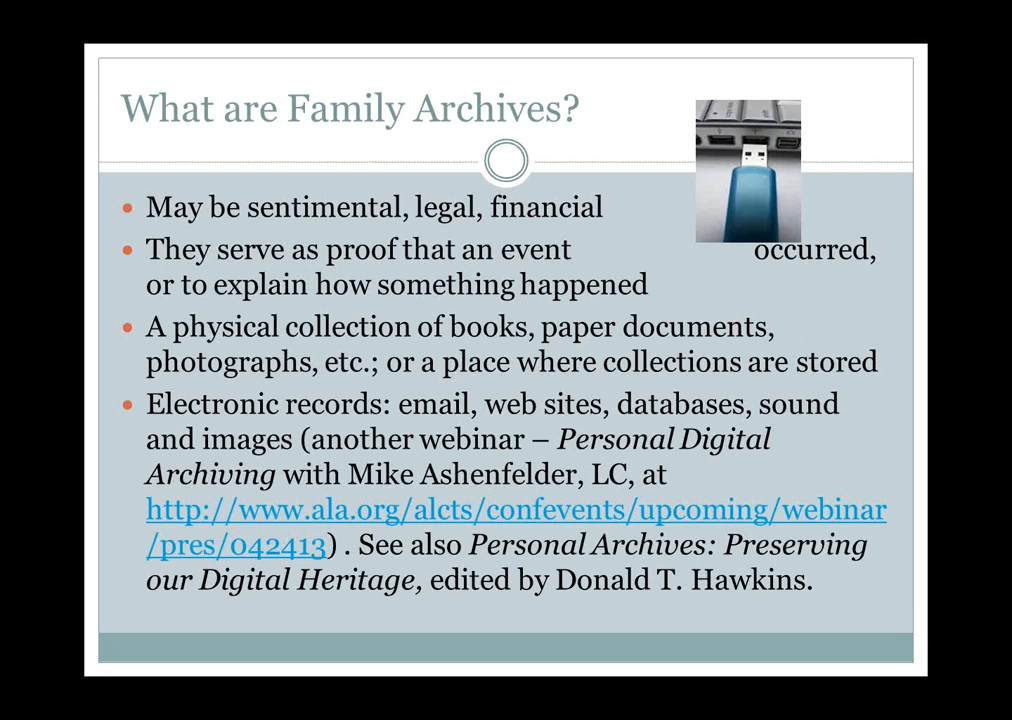 What are Family Archives?
May be sentimental, legal, financial
They serve as proof that an event occurred,
or to explain how something happened
A physical collection of books, paper documents,
photographs, etc.; or a place where collections are stored
Electronic records: email, web sites, databases, sound
and images (another webinar – Personal Digital
Archiving with Mike Ashenfelder, LC, at
http://www.ala.org/alcts/confevents/upcoming/webinar
/pres/042413) . See also Personal Archives: Preserving
our Digital Heritage, edited by Donald T. Hawkins.